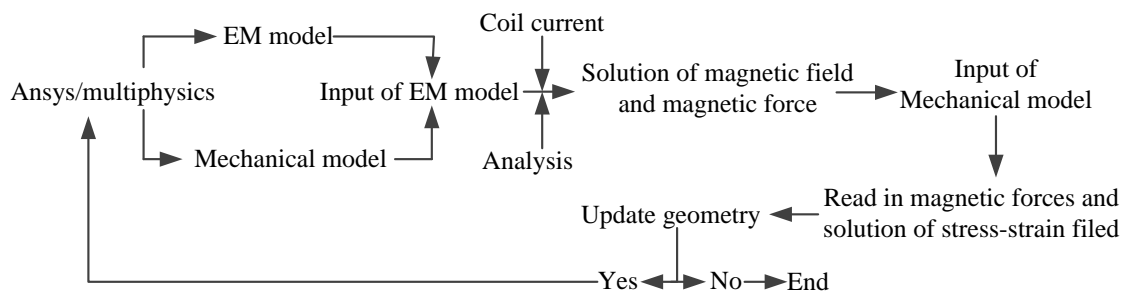 Coil current
EM model
Ansys/multiphysics
Input of EM model
Solution of magnetic field
and magnetic force
Input of
Mechanical model
Mechanical model
Analysis
Read in magnetic forces and
solution of stress-strain filed
Update geometry
Yes
No
End